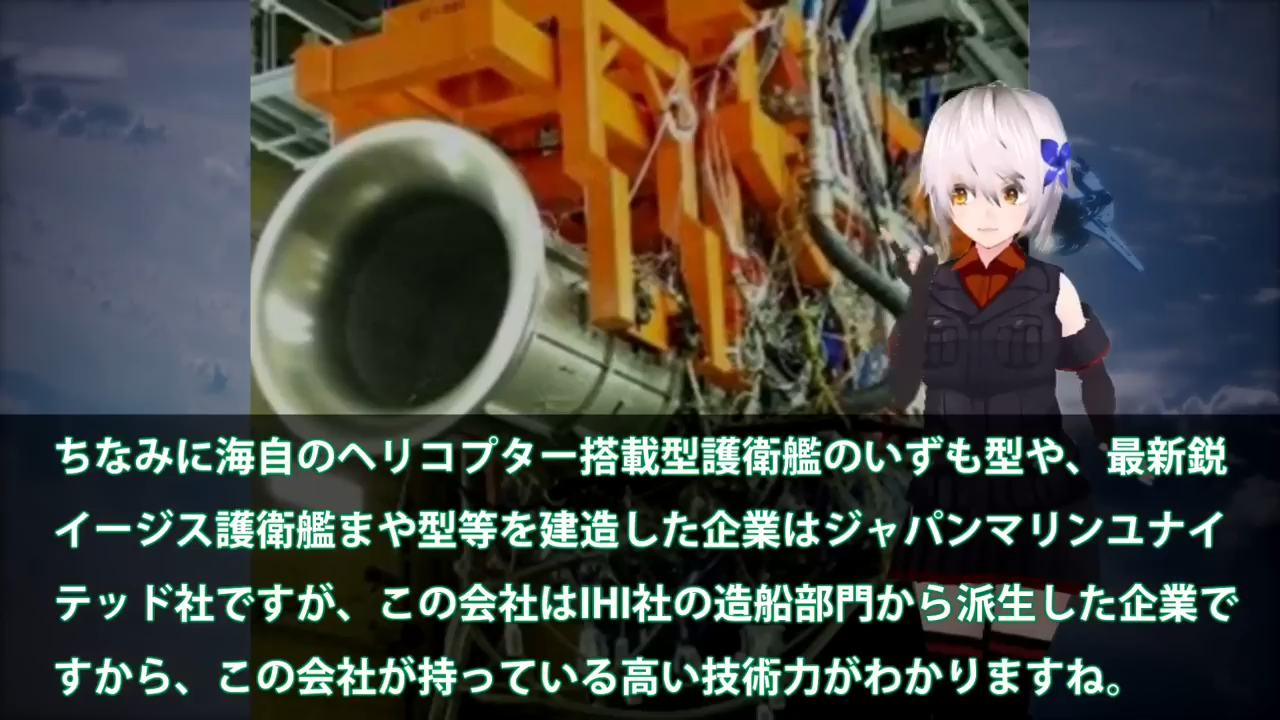 ちなみに海自のヘリコプター搭載型護衛艦のいずも型や、最新鋭
イージス護衛艦まや型等を建造した企業はジャパンマリンユナイ
テッド社ですが、この会社はIHI社の造船部門から派生した企業で
すから、この会社が持っている高い技術力がわかりますね。